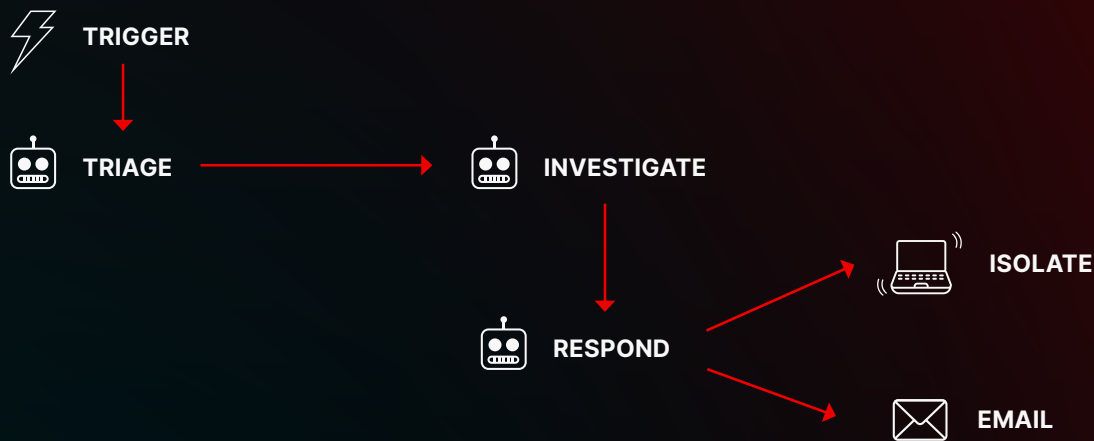 TRIGGER
TRIAGE
INVESTIGATE
ISOLATE
RESPOND
EMAIL